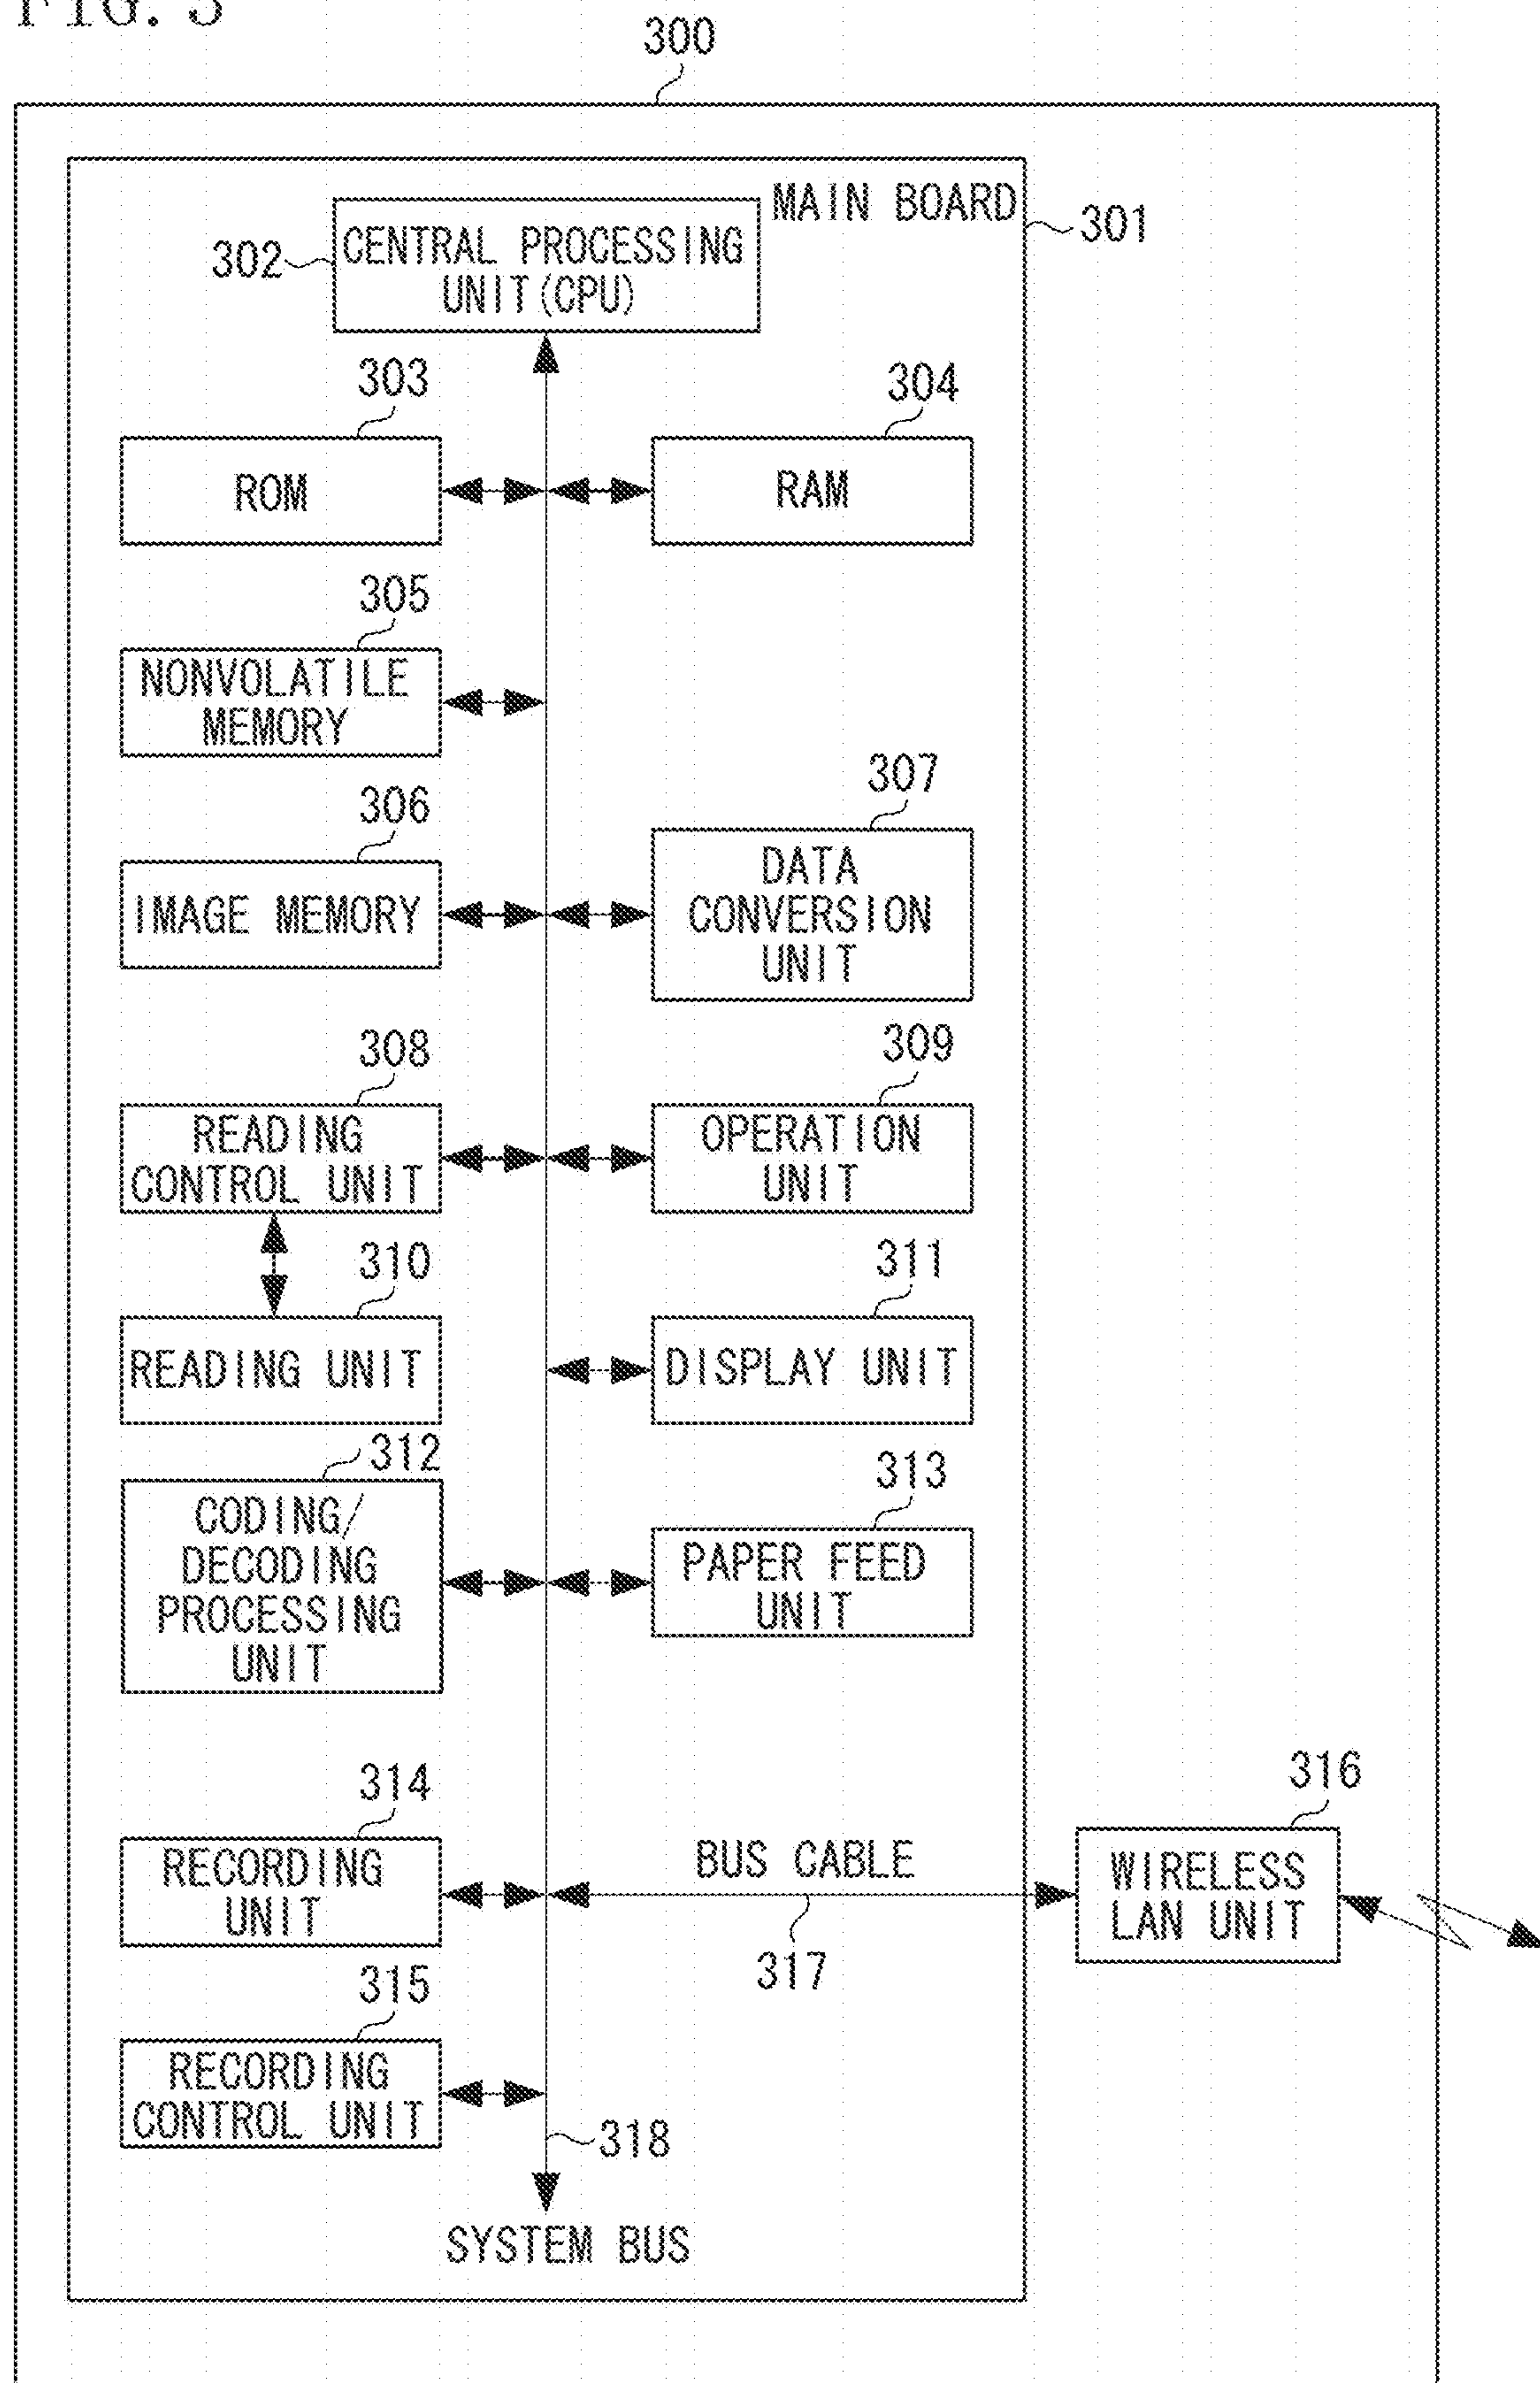 FIG. 3
300
MAIN BOARD
301
302
CENTRAL PROCESSING
UNIT(CPU)
303
ROM
304
RAM
305
NONVOLATILE
MEMORY
306
IMAGE MEMORY
307
DATA
CONVERSION
UNIT
308
READING
CONTROL UNIT
309
OPERATION
UNIT
310
READING UNIT
311
DISPLAY UNIT
312
CODING/
DECODING
PROCESSING
UNIT
313
PAPER FEED
UNIT
314
RECORDING
UNIT
BUS CABLE
317
316
WIRELESS
LAN UNIT
315
RECORDING
CONTROL UNIT
318
SYSTEM BUS